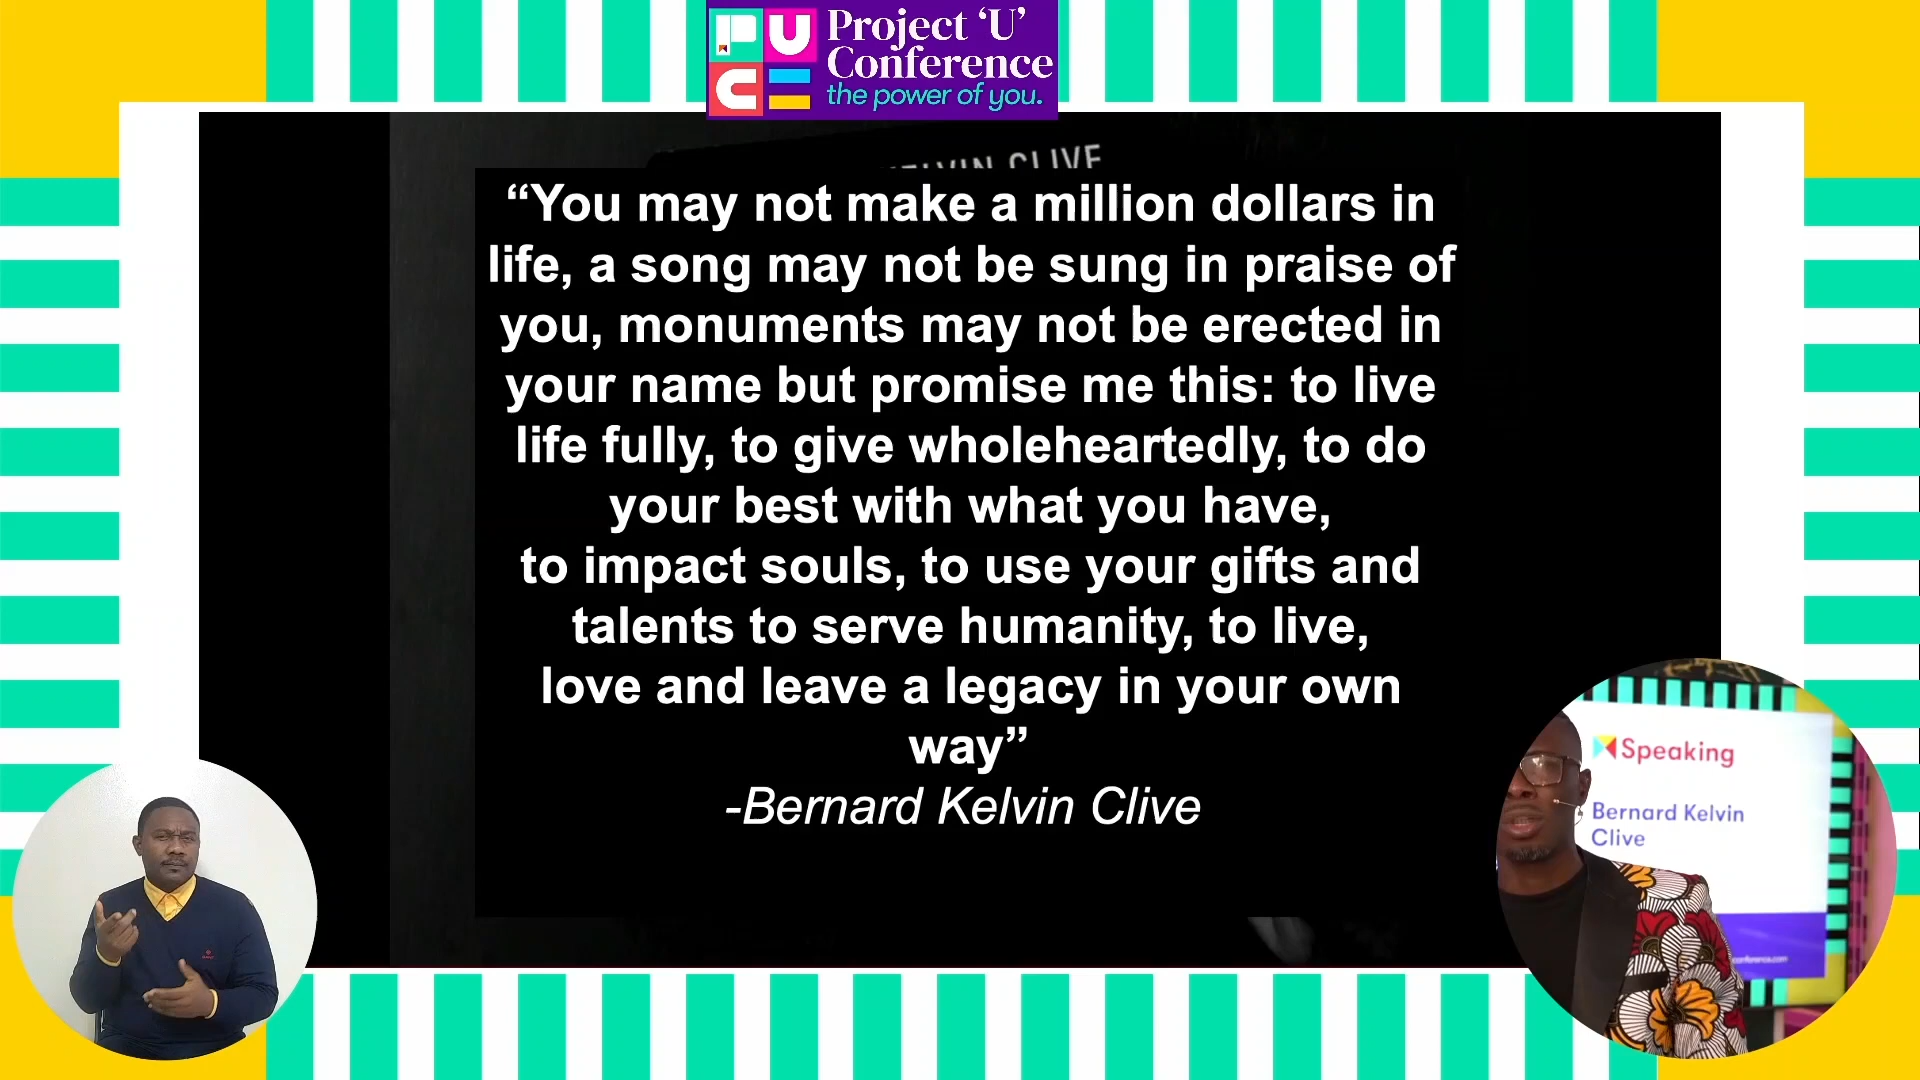 PUCE
Project ‘U’
Conference
the power of you.
KELVIN CLIVE
“You may not make a million dollars in
life, a song may not be sung in praise of
you, monuments may not be erected in
your name but promise me this: to live
life fully, to give wholeheartedly, to do
your best with what you have,
to impact souls, to use your gifts and
talents to serve humanity, to live,
love and leave a legacy in your own
way”
-Bernard Kelvin Clive
Speaking
Bernard Kelvin
Clive